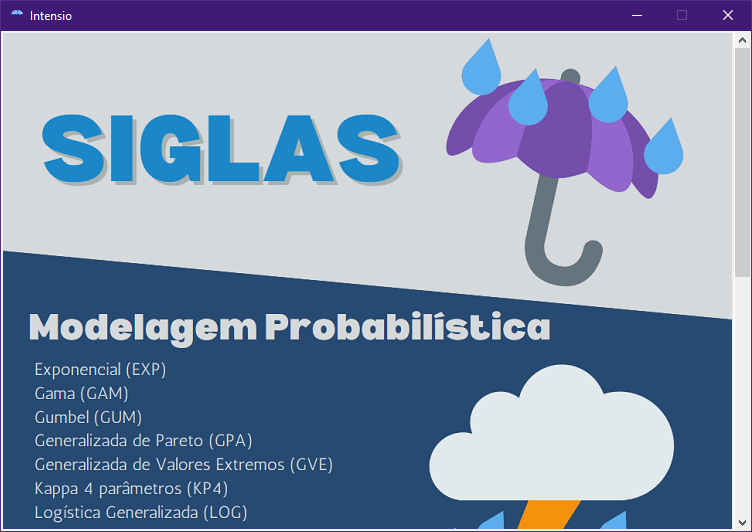 Intensio
SIGLAS
Modelagem Probabilística
Exponencial (EXP)
Gama (GAM)
Gumbel (GUM)
Generalizada de Pareto (GPA)
Generalizada de Valores Extremos (GVE)
Kappa 4 parâmetros (KP4)
Logística Generalizada (LOG)